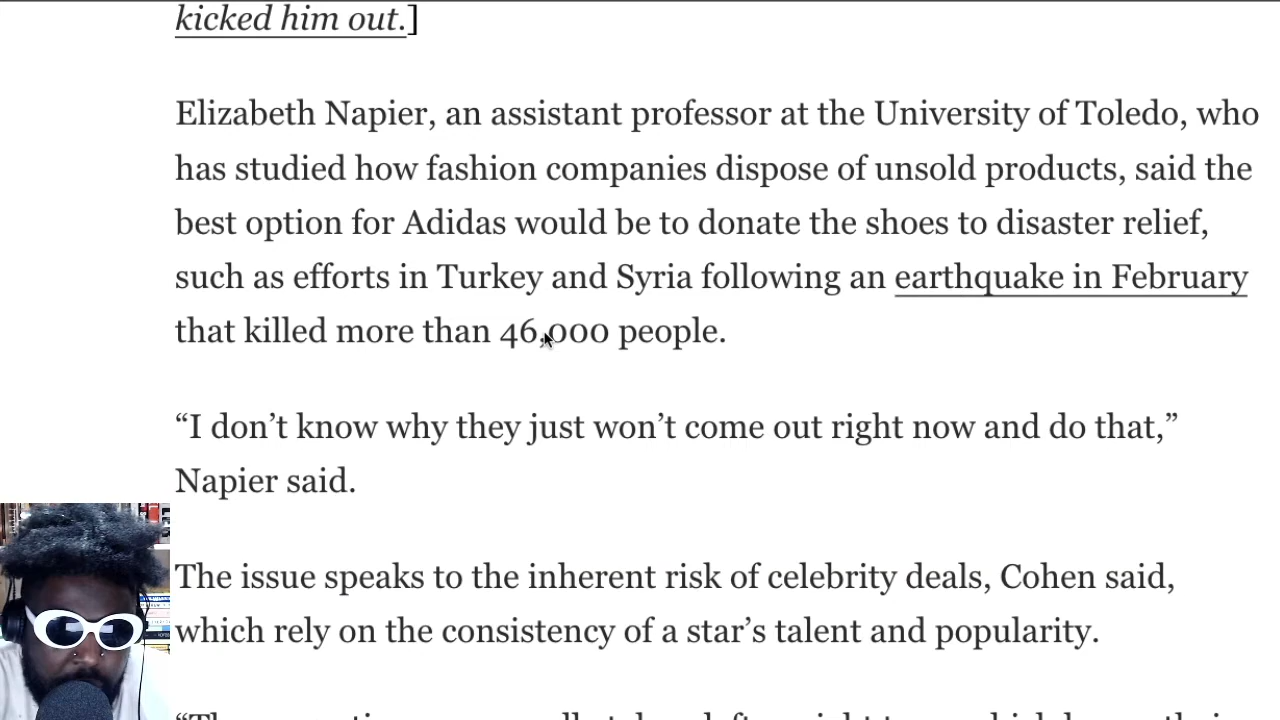 kicked him out.]
Elizabeth Napier, an assistant professor at the University of Toledo, who
has studied how fashion companies dispose of unsold products, said the
best option for Adidas would be to donate the shoes to disaster relief,
such as efforts in Turkey and Syria following an earthquake in February
that killed more than 46,000 people.
“I don’t know why they just won’t come out right now and do that,”
Napier said.
The issue speaks to the inherent risk of celebrity deals, Cohen said,
which rely on the consistency of a star’s talent and popularity.